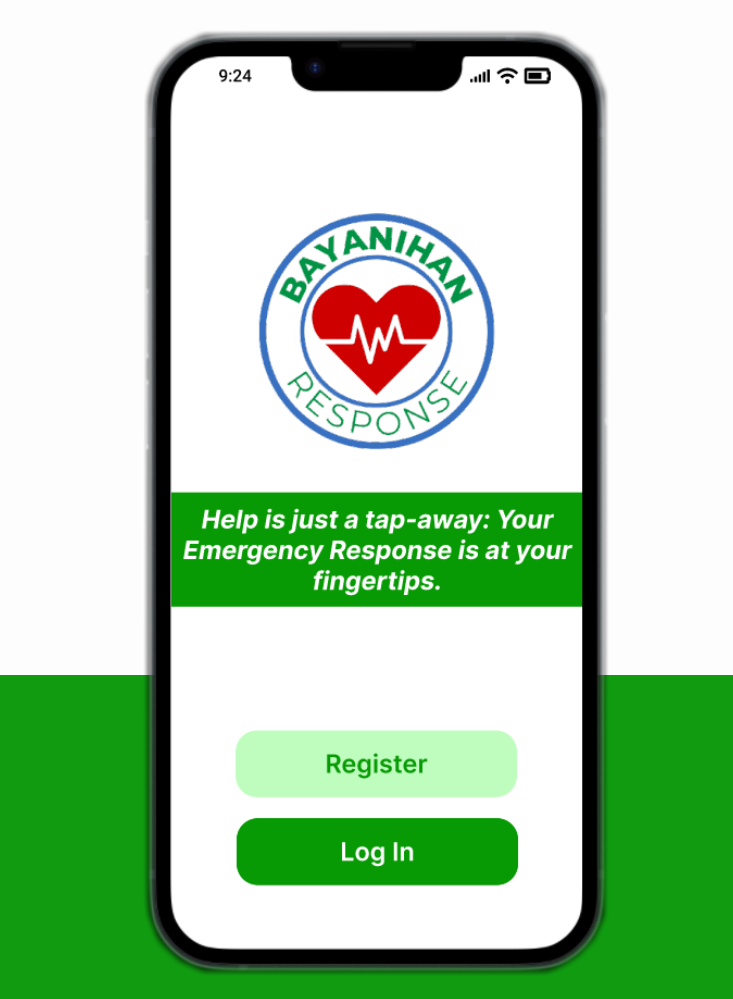 9:24
BAYANIHAN
RESPONSE
Help is just a tap-away: Your
Emergency Response is at your
fingertips.
Register
Log In